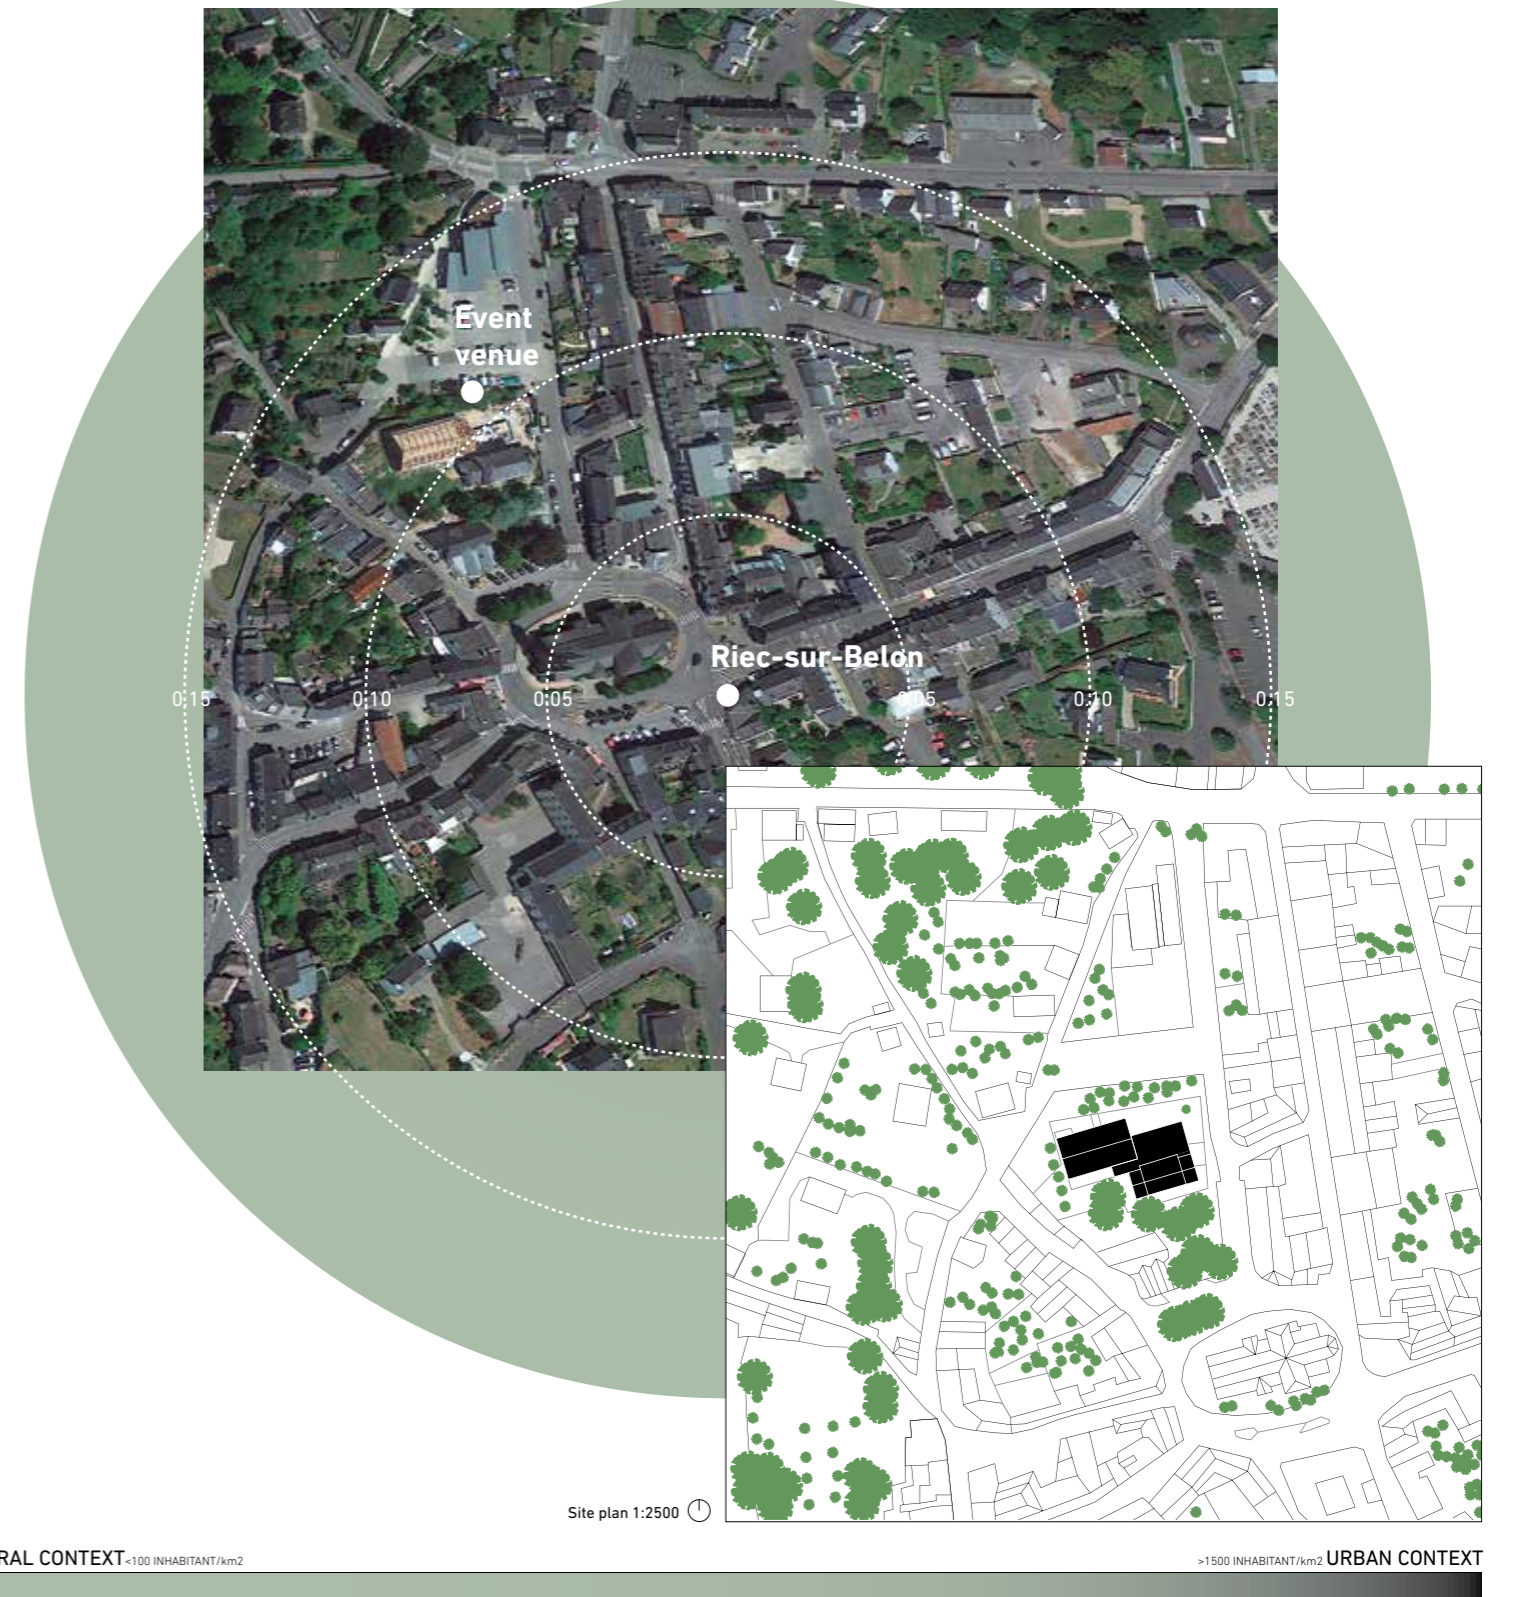 Event
venue
Riec-sur-Belon
0.15 0.10 0.05 0.05 0.10 0.15
Site plan 1:2500
RAL CONTEXT <100 INHABITANT/km2
>1500 INHABITANT/km2 URBAN CONTEXT